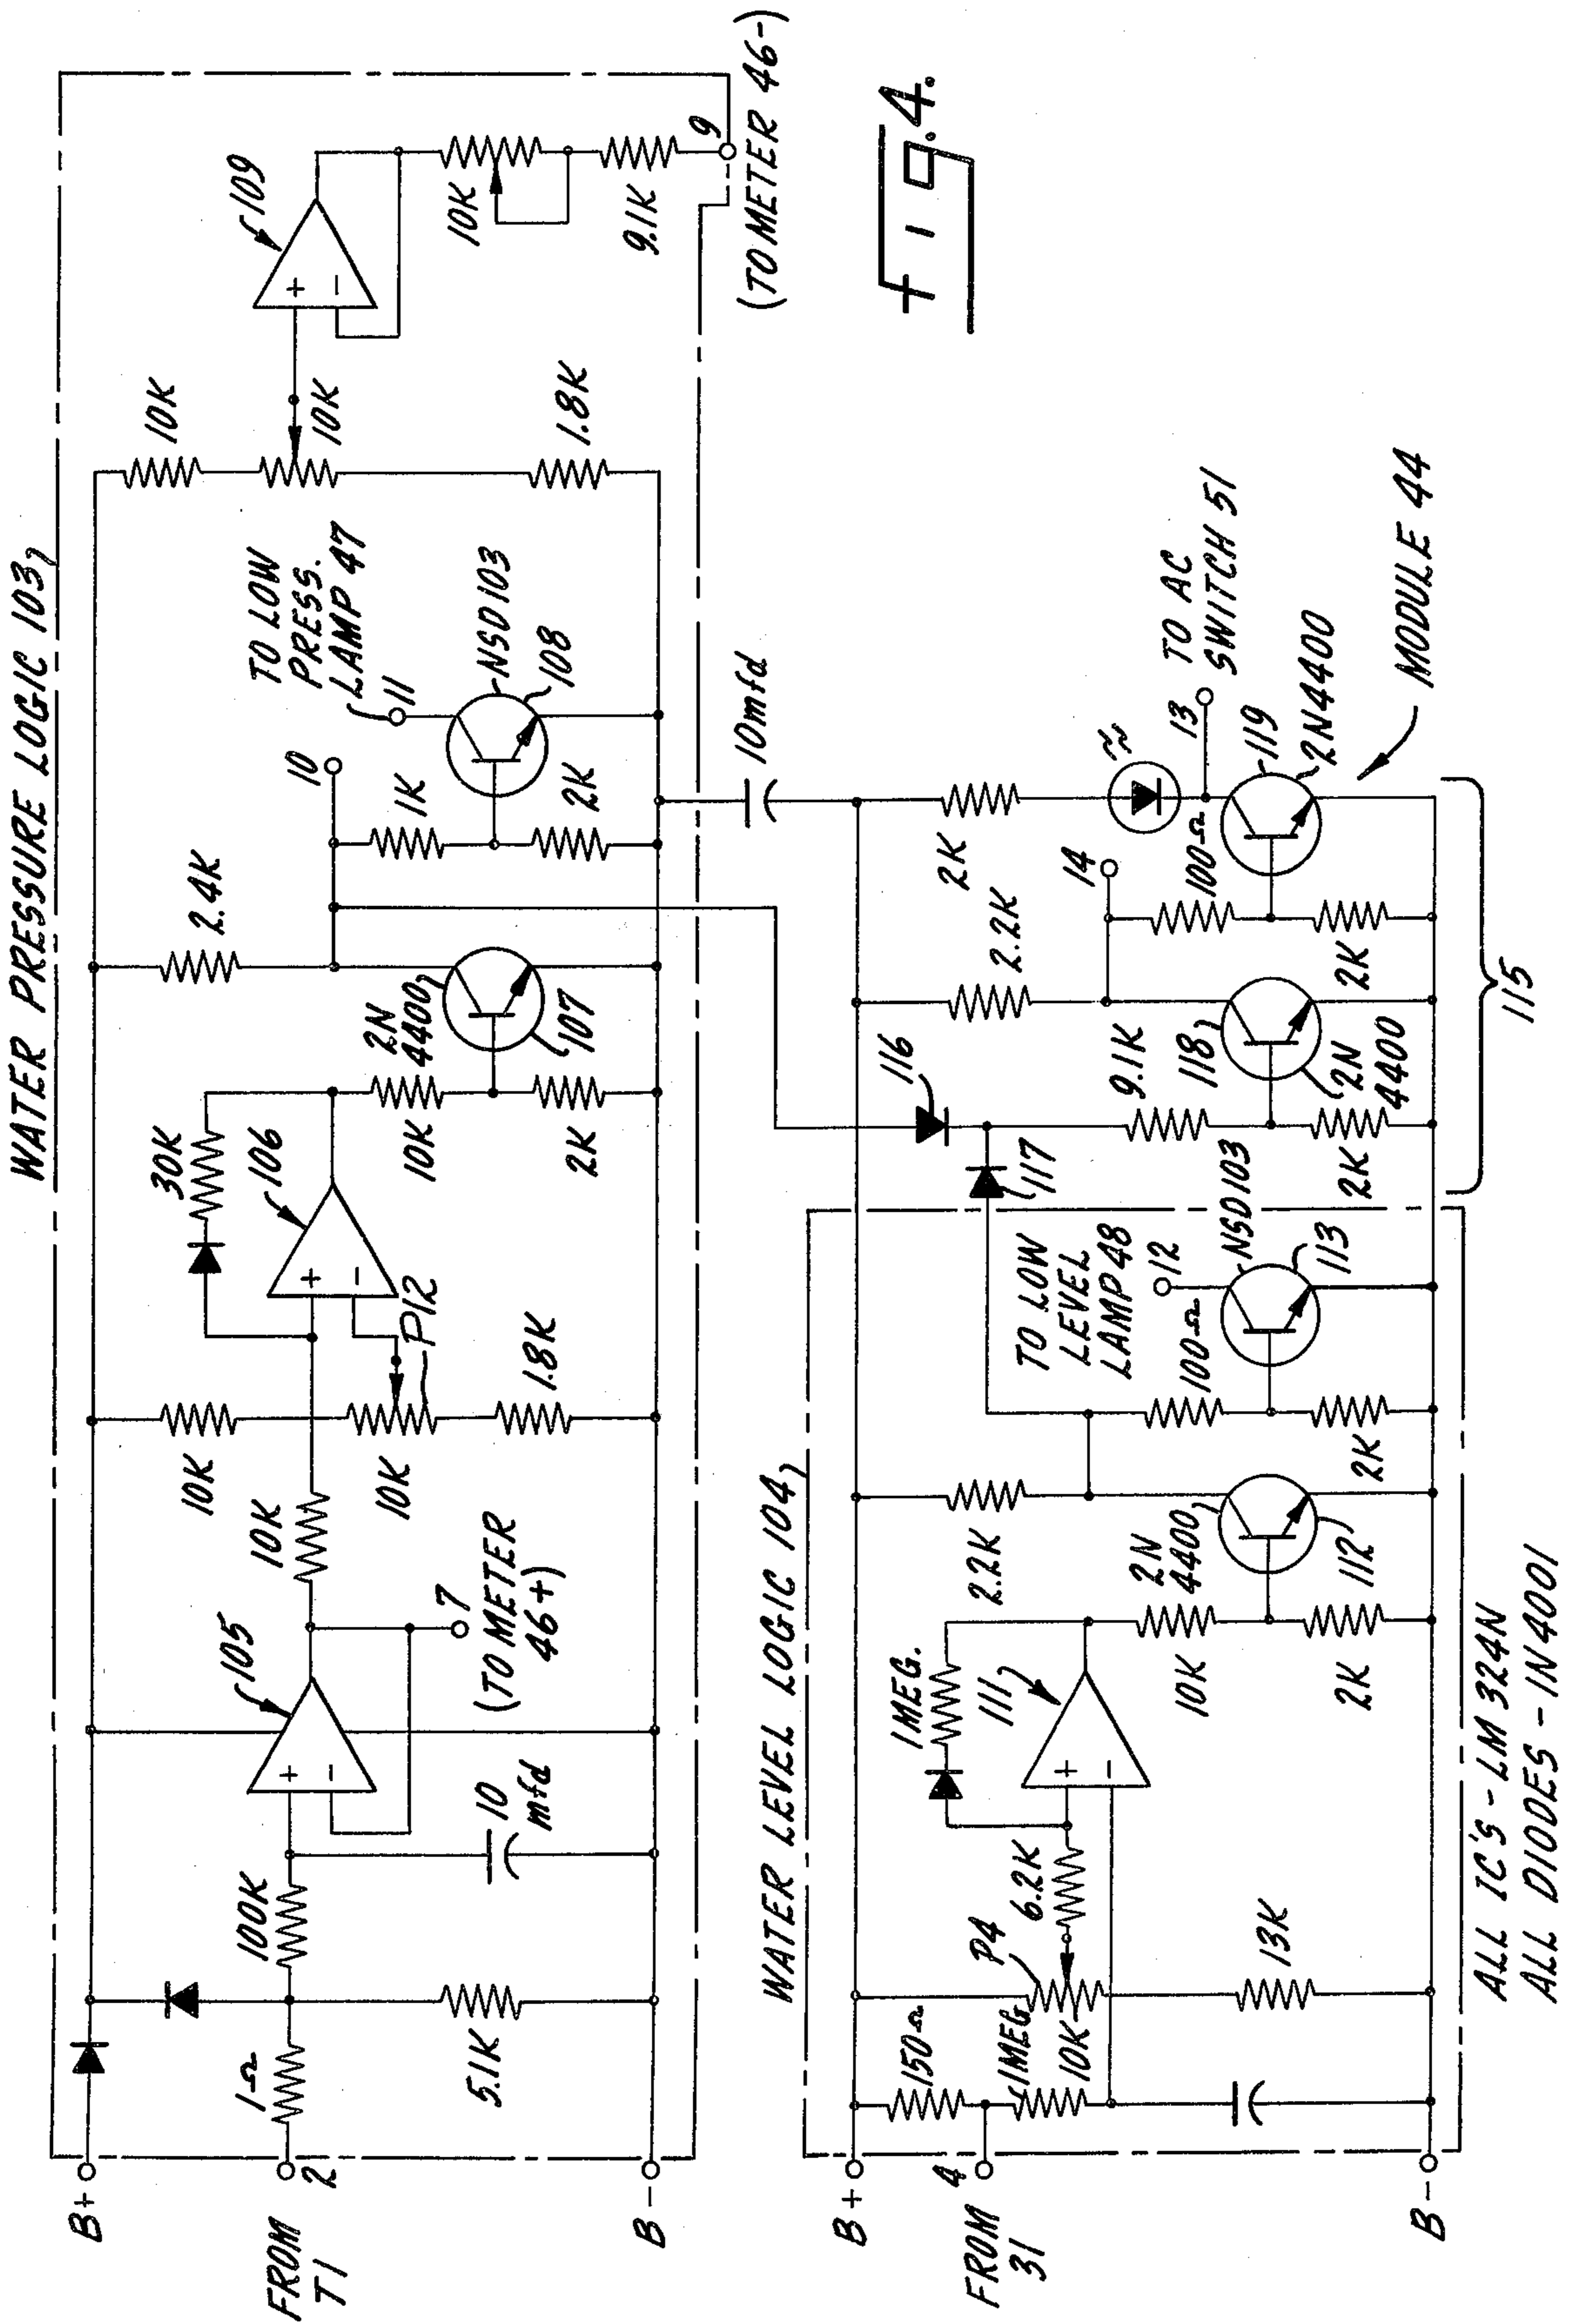 WATER PRESSURE LOGIC 103
B+
FROM
T1
2
B-
1Ω
5.1K
100K
10
mfd
105
7
(TO METER
46+)
10K
10K
10K
P12
1.8K
30K
106
10K
2K
2N
4400
107
2.4K
10
1K
2K
TO LOW
PRESS.
LAMP 47
11
NSD103
108
10K
10K
1.8K
109
10K
9.1K
9
(TO METER 46-)
10mfd
WATER LEVEL LOGIC 104
B+
FROM
31
4
B-
150Ω
1MEG
10K
P4
6.2K
13K
1MEG.
111
10K
2K
2.2K
2N
4400
112
TO LOW
LEVEL
LAMP 48
12
100Ω
2K
NSD103
113
117
116
9.1K
2K
118
2N
4400
2.2K
14
100Ω
2K
2K
13
TO AC
SWITCH 51
119
2N4400
MODULE 44
115
ALL IC'S - LM 324N
ALL DIODES - IN4001
Fig. 4.